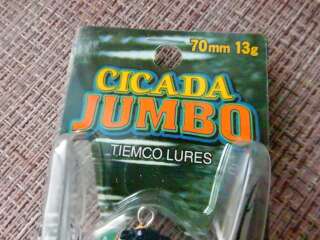 70mm 13g
CICADA
JUMBO
TIEMCO LURES